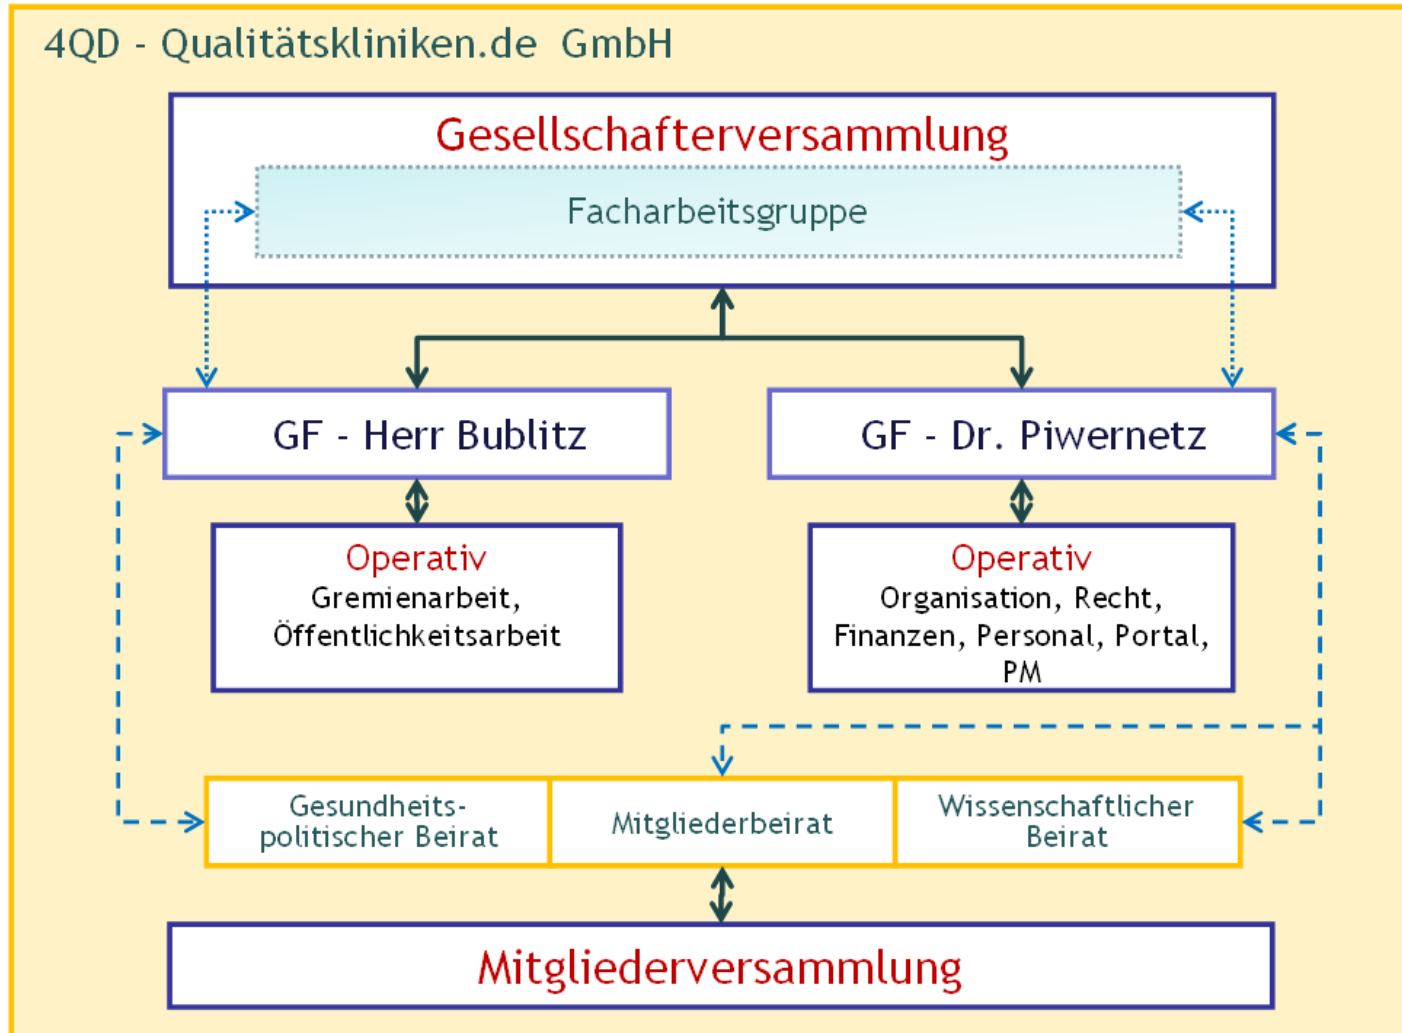 4QD - Qualitätskliniken.de GmbH
Gesellschafterversammlung
Facharbeitsgruppe
GF - Herr Bublitz
GF - Dr. Piwernetz
Operativ
Gremienarbeit,
Öffentlichkeitsarbeit
Operativ
Organisation, Recht,
Finanzen, Personal, Portal,
PM
Gesundheits-
politischer Beirat
Mitgliederbeirat
Wissenschaftlicher
Beirat
Mitgliederversammlung